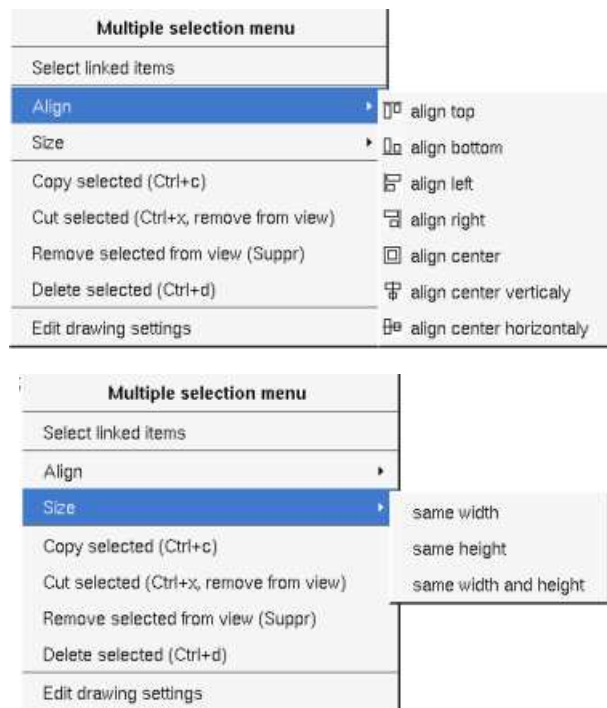 Multiple selection menu
Select linked items
Align
align top
Size
align bottom
Copy selected (Ctrl+c)
align left
Cut selected (Ctrl+x, remove from view)
align right
Remove selected from view (Suppr)
align center
Delete selected (Ctrl+d)
align center verticaly
Edit drawing settings
align center horizontaly
Multiple selection menu
Select linked items
Align
Size
same width
Copy selected (Ctrl+c)
same height
Cut selected (Ctrl+x, remove from view)
same width and height
Remove selected from view (Suppr)
Delete selected (Ctrl+d)
Edit drawing settings